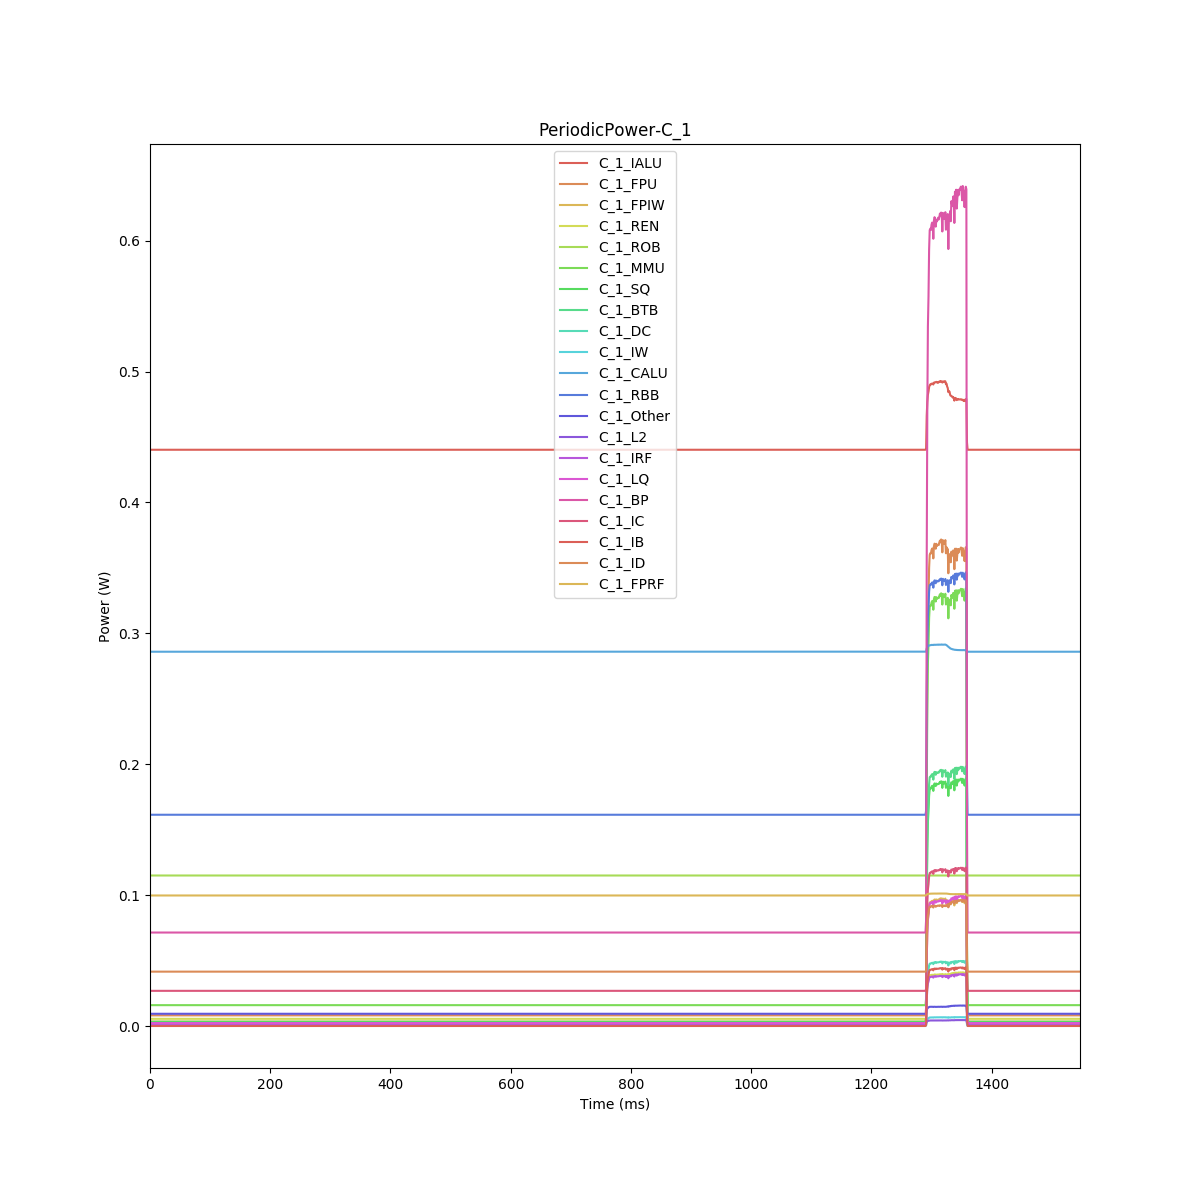 PeriodicPower-C_1
C_1_IALU
C_1_FPU
C_1_FPIW
C_1_REN
C_1_ROB
C_1_MMU
C_1_SQ
C_1_BTB
C_1_DC
C_1_IW
C_1_CALU
C_1_RBB
C_1_Other
C_1_L2
C_1_IRF
C_1_LQ
C_1_BP
C_1_IC
C_1_IB
C_1_ID
C_1_FPRF
Power (W)
0.6
0.5
0.4
0.3
0.2
0.1
0.0
0 200 400 600 800 1000 1200 1400
Time (ms)